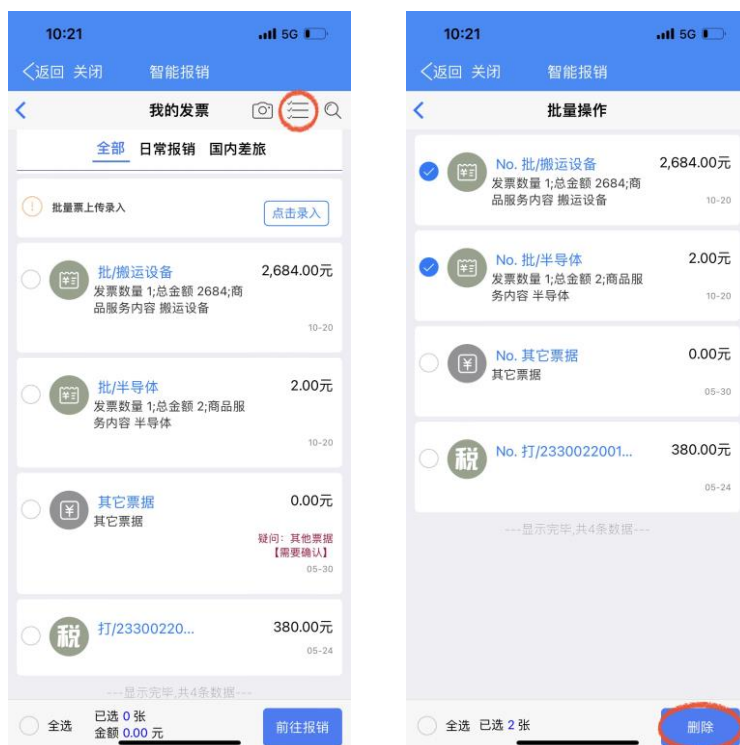 10:21
5G
返回 关闭 智能报销
我的发票
全部 日常报销 国内差旅
批量票上传录入
点击录入
批/搬运设备 2,684.00元
发票数量 1;总金额 2684;商
品服务内容 搬运设备
10-20
批/半导体 2.00元
发票数量 1;总金额 2;商品服
务内容 半导体
10-20
其它票据 0.00元
其它票据
疑问：其他票据
【需要确认】
05-30
税
打/23300220... 380.00元
05-24
---显示完毕,共4条数据---
全选
已选 0 张
金额 0.00 元
前往报销
10:21
5G
返回 关闭 智能报销
批量操作
No. 批/搬运设备 2,684.00元
发票数量 1;总金额 2684;商
品服务内容 搬运设备
10-20
No. 批/半导体 2.00元
发票数量 1;总金额 2;商品服
务内容 半导体
10-20
No. 其它票据 0.00元
其它票据
05-30
税
No. 打/2330022001... 380.00元
05-24
---显示完毕,共4条数据---
全选 已选 2 张
删除